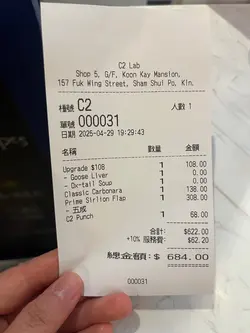 C2 Lab
Shop 5, G/F, Koon Kay Mansion,
157 Fuk Wing Street, Sham Shui Po, Kln.
檯號 C2 人數 1
單號 000031
日期 2025-04-29 19:29:43
名稱 數量 金額
Upgrade $108 1 108.00
- Goose Liver 1 0.00
- Ox-tail Soup 1 0.00
Classic Carbonara 1 138.00
Prime Sirlion Flap 1 308.00
- 五成
C2 Punch 1 68.00
合計: $622.00
+10% 服務費: $62.20
總金額: $ 684.00
000031